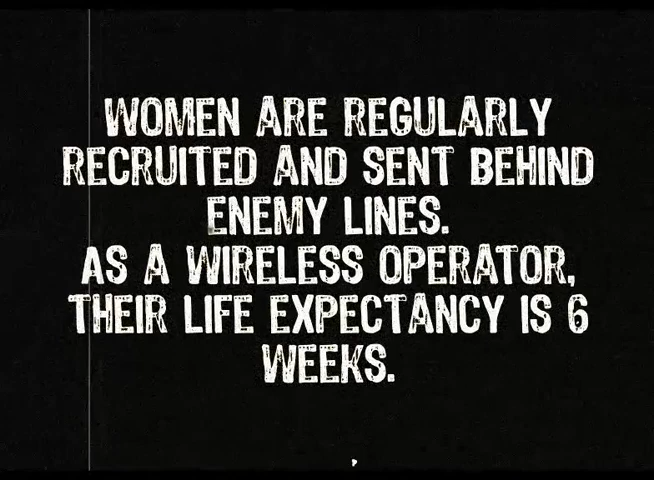 WOMEN ARE REGULARLY
RECRUITED AND SENT BEHIND
ENEMY LINES.
AS A WIRELESS OPERATOR,
THEIR LIFE EXPECTANCY IS 6
WEEKS.